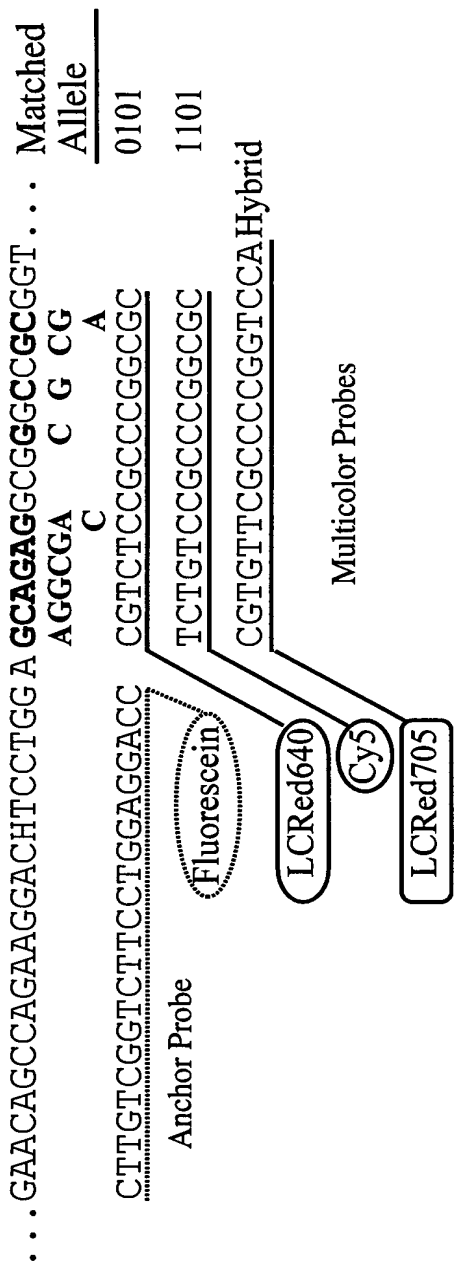 . . .GAACAGCCAGAAGGACHTCCTGG A GCAGAGGCGGGCCGCGGT . . . Matched
AGGCGA C G CG Allele
C A
CTTGTCGGTCTTCCTGGAGGACC CGTCTCCGCCCGGCGC 0101
Anchor Probe Fluorescein TCTGTCCGCCCGGCGC 1101
LCRed640 CGTGTTCGCCCCGGTCCA Hybrid
Cy5 Multicolor Probes
LCRed705